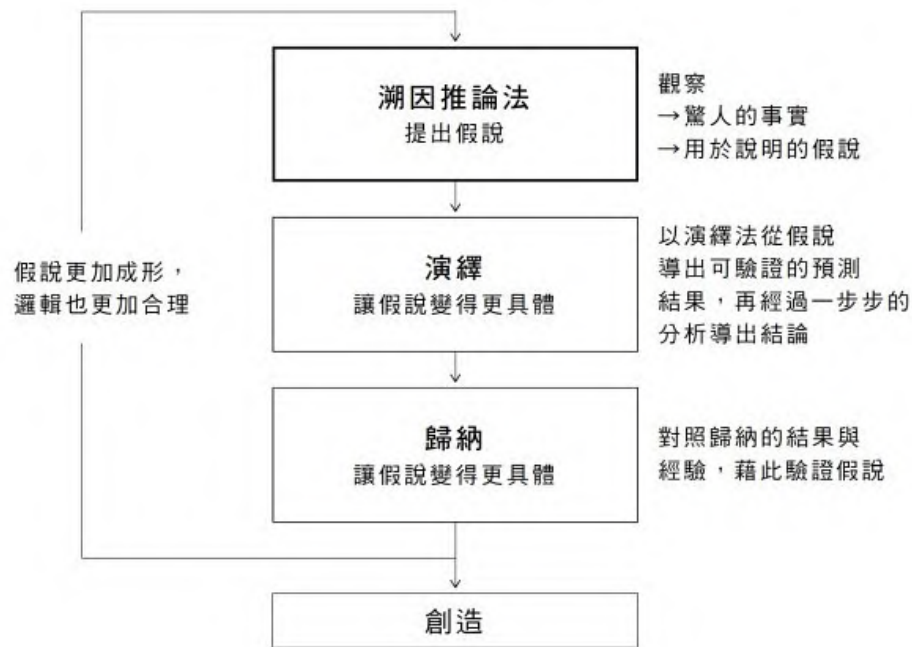 溯因推論法
提出假說
觀察
→驚人的事實
→用於說明的假說
假說更加成形，
邏輯也更加合理
演繹
讓假說變得更具體
以演繹法從假說
導出可驗證的預測
結果，再經過一步步的
分析導出結論
歸納
讓假說變得更具體
對照歸納的結果與
經驗，藉此驗證假說
創造